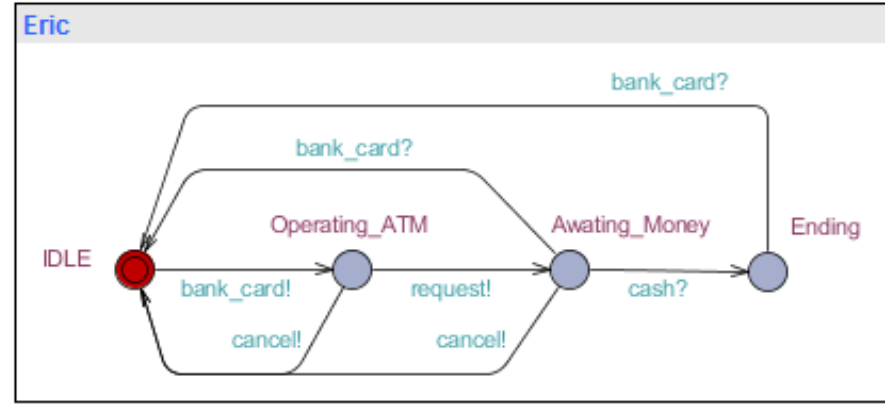 Eric
bank_card?
bank_card?
Operating_ATM
Awating_Money
Ending
IDLE
bank_card!
request!
cash?
cancel!
cancel!